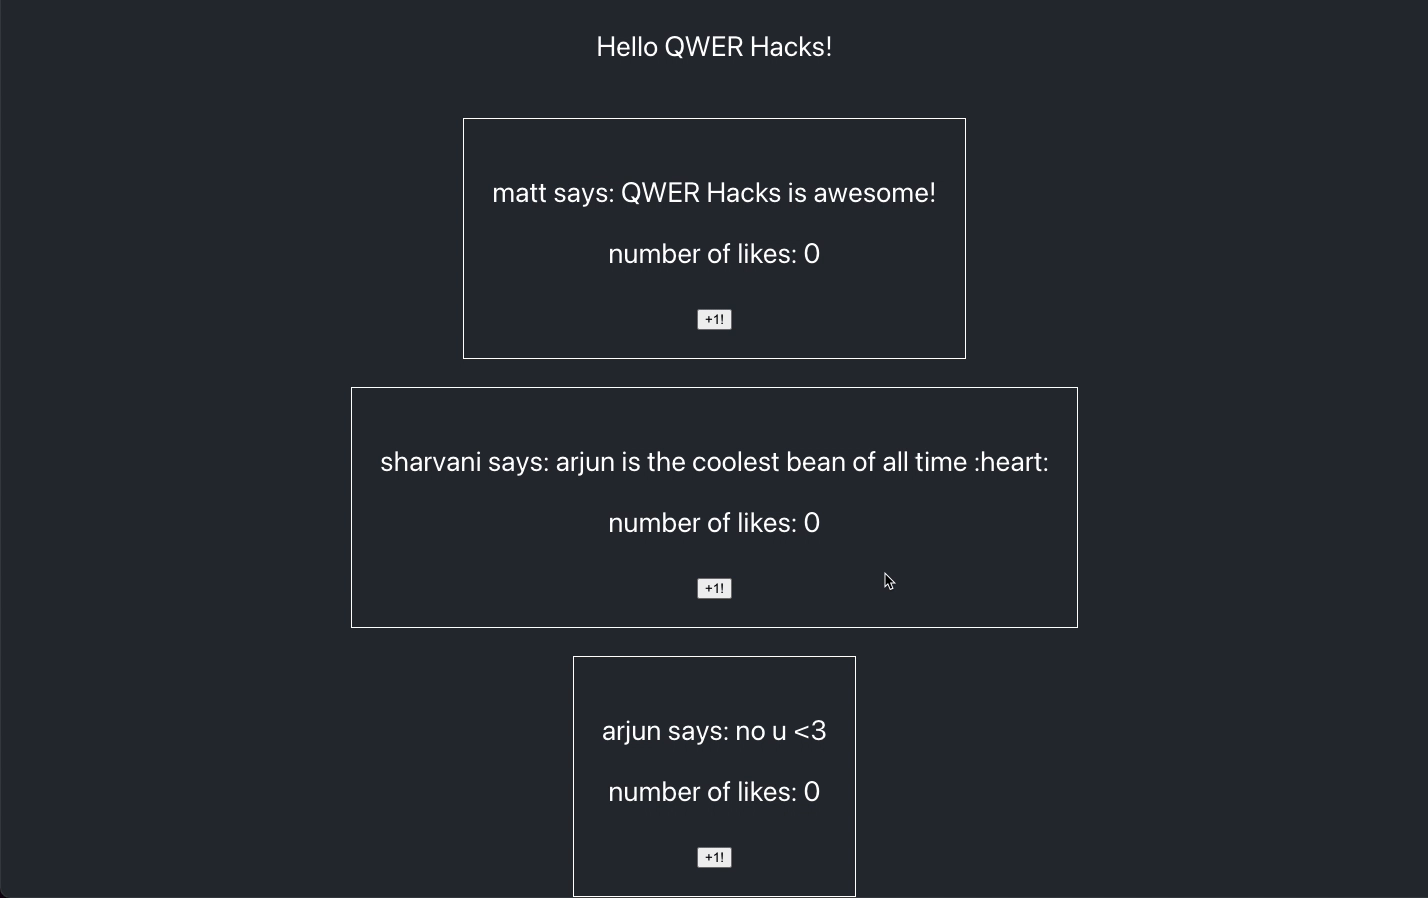 Hello QWER Hacks!
matt says: QWER Hacks is awesome!
number of likes: 0
+1!
sharvani says: arjun is the coolest bean of all time :heart:
number of likes: 0
+1!
arjun says: no u <3
number of likes: 0
+1!